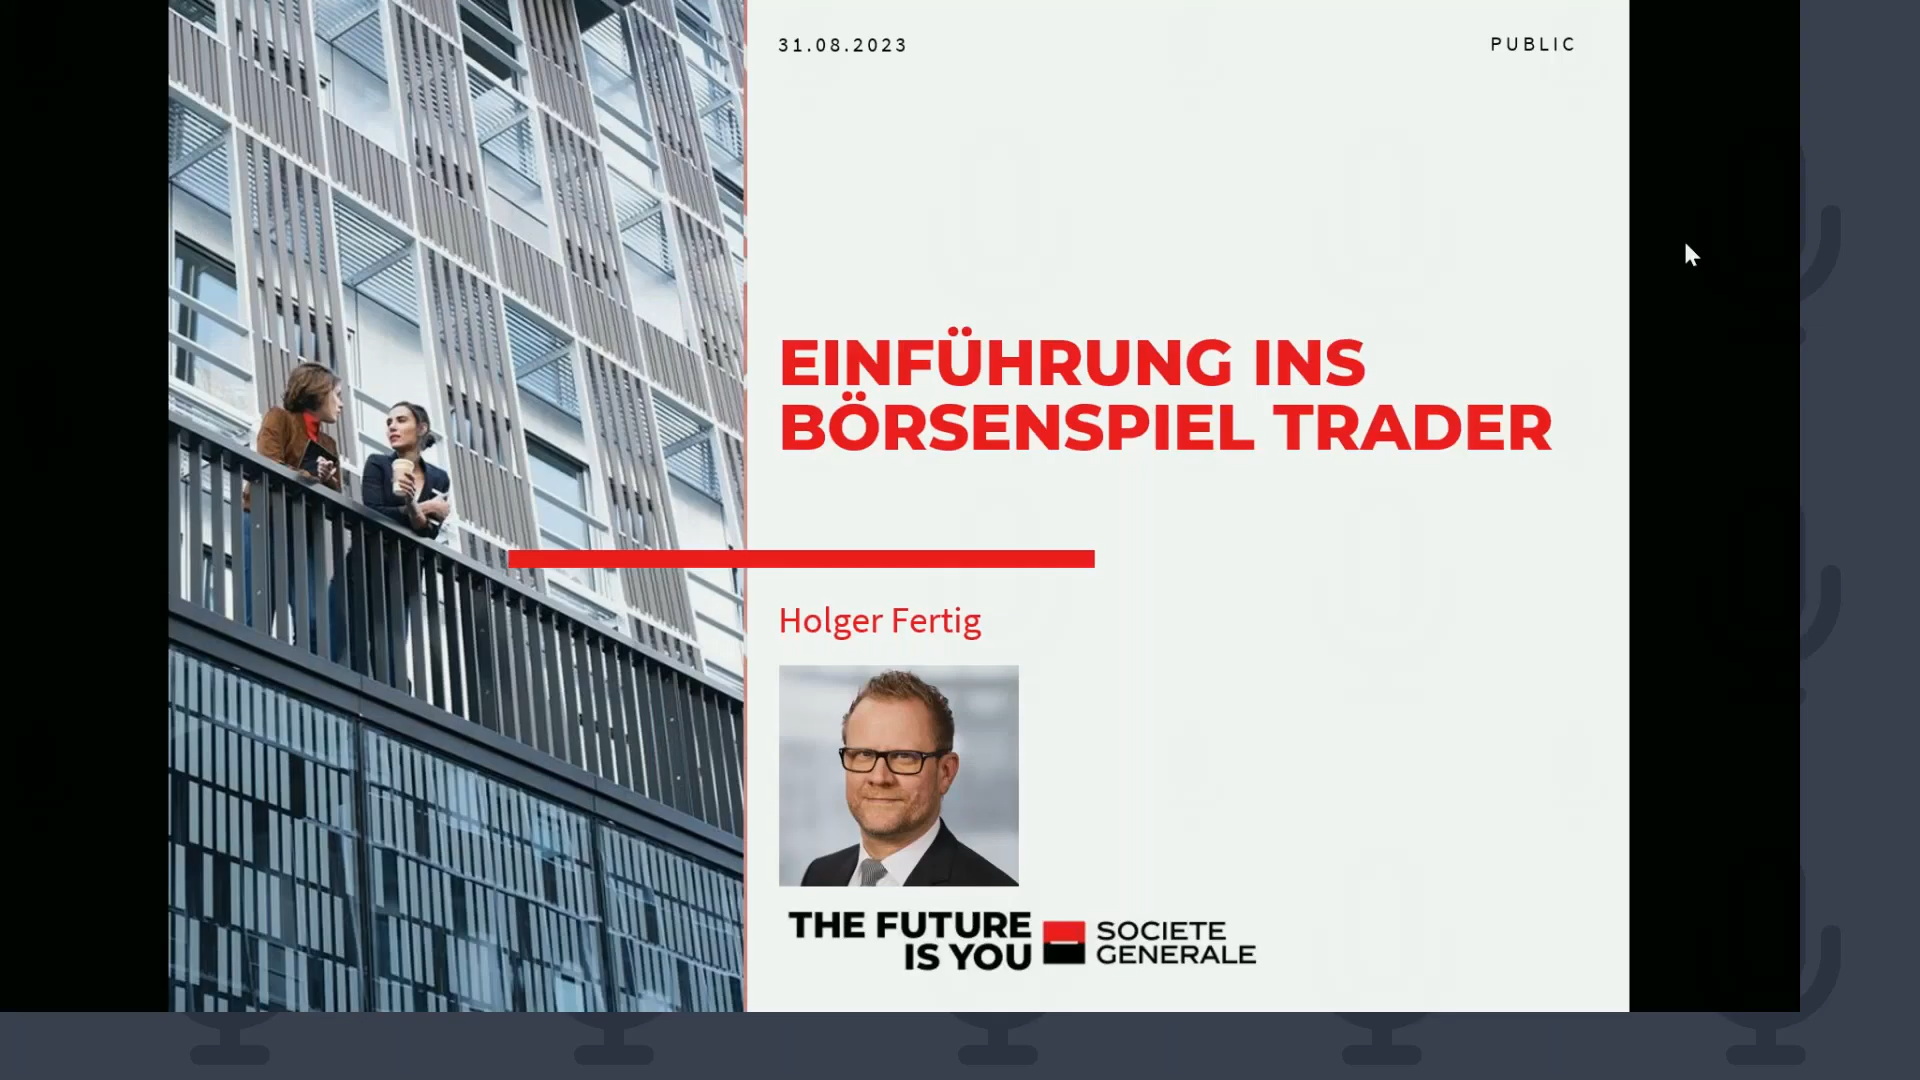 31.08.2023
PUBLIC
EINFÜHRUNG INS
BÖRSENSPIEL TRADER
Holger Fertig
THE FUTURE
IS YOU
SOCIETE
GENERALE